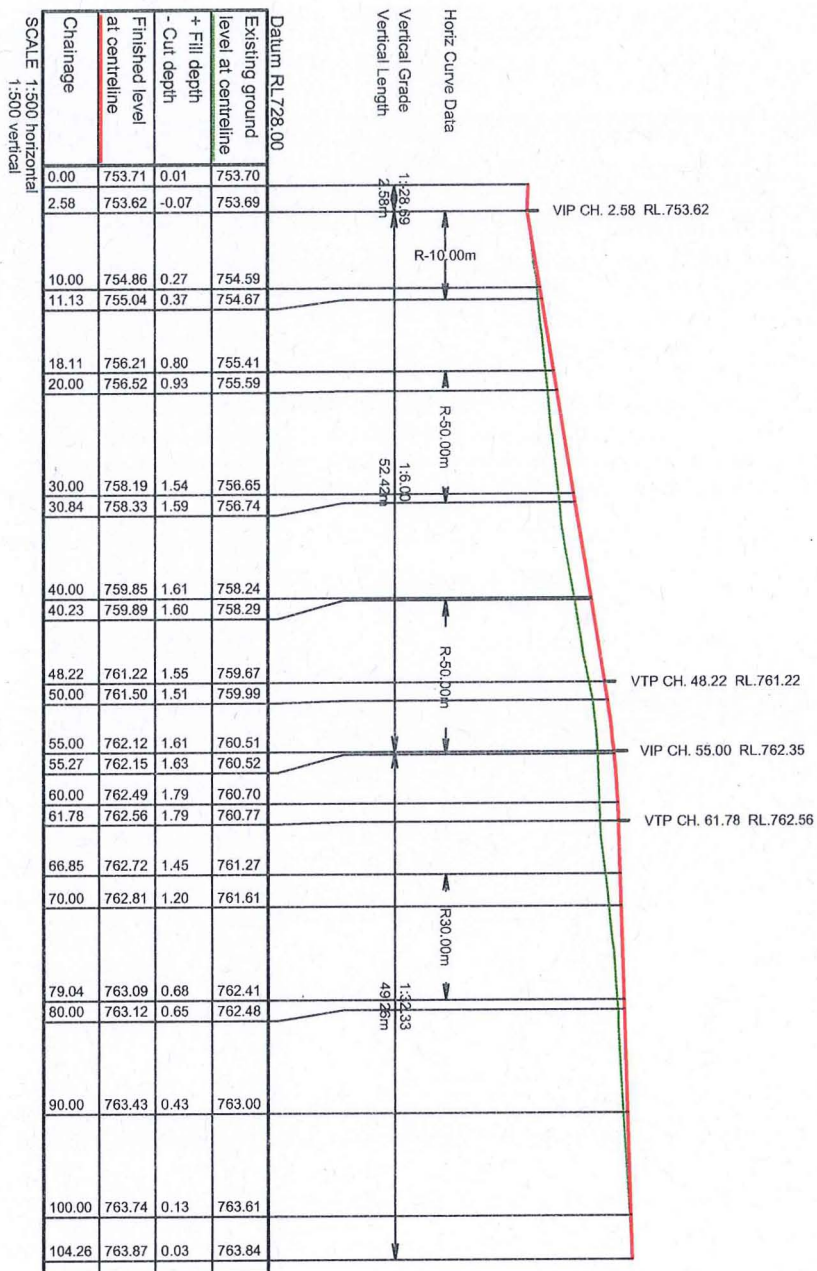 Horiz Curve Data
Vertical Grade
Vertical Length
Datum RL728.00
Existing ground
level at centreline
+ Fill depth
- Cut depth
Finished level
at centreline
Chainage
SCALE 1:500 horizontal
1:500 vertical
0.00 753.71 0.01 753.70
2.58 753.62 -0.07 753.69
10.00 754.86 0.27 754.59
11.13 755.04 0.37 754.67
18.11 756.21 0.80 755.41
20.00 756.52 0.93 755.59
30.00 758.19 1.54 756.65
30.84 758.33 1.59 756.74
40.00 759.85 1.61 758.24
40.23 759.89 1.60 758.29
48.22 761.22 1.55 759.67
50.00 761.50 1.51 759.99
55.00 762.12 1.61 760.51
55.27 762.15 1.63 760.52
60.00 762.49 1.79 760.70
61.78 762.56 1.79 760.77
66.85 762.72 1.45 761.27
70.00 762.81 1.20 761.61
79.04 763.09 0.68 762.41
80.00 763.12 0.65 762.48
90.00 763.43 0.43 763.00
100.00 763.74 0.13 763.61
104.26 763.87 0.03 763.84
1:-28.69
2.58m
1:6.00
52.42m
1:32.33
49.26m
R-10.00m
R-50.00m
R-50.00m
R30.00m
VIP CH. 2.58 RL.753.62
VTP CH. 48.22 RL.761.22
VIP CH. 55.00 RL.762.35
VTP CH. 61.78 RL.762.56